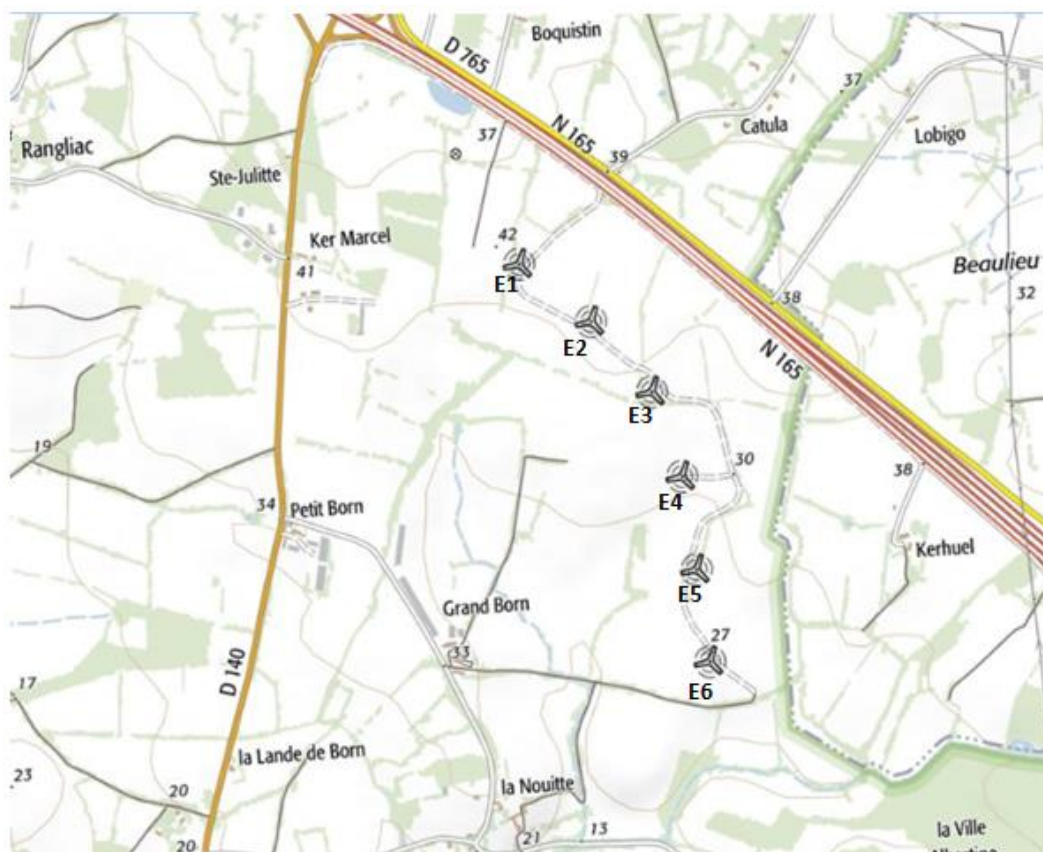 Boquistin
D 765
37
N 165
37
Catula
Lobigo
Rangliac
39
Ste-Julitte
Ker Marcel
42
41
E1
Beaulieu
38
32
E2
N 165
E3
19
30
38
34
Petit Born
E4
Kerhuel
E5
Grand Born
33
27
D 140
17
E6
la Lande de Born
23
20
la Nouitte
20
21
13
la Ville